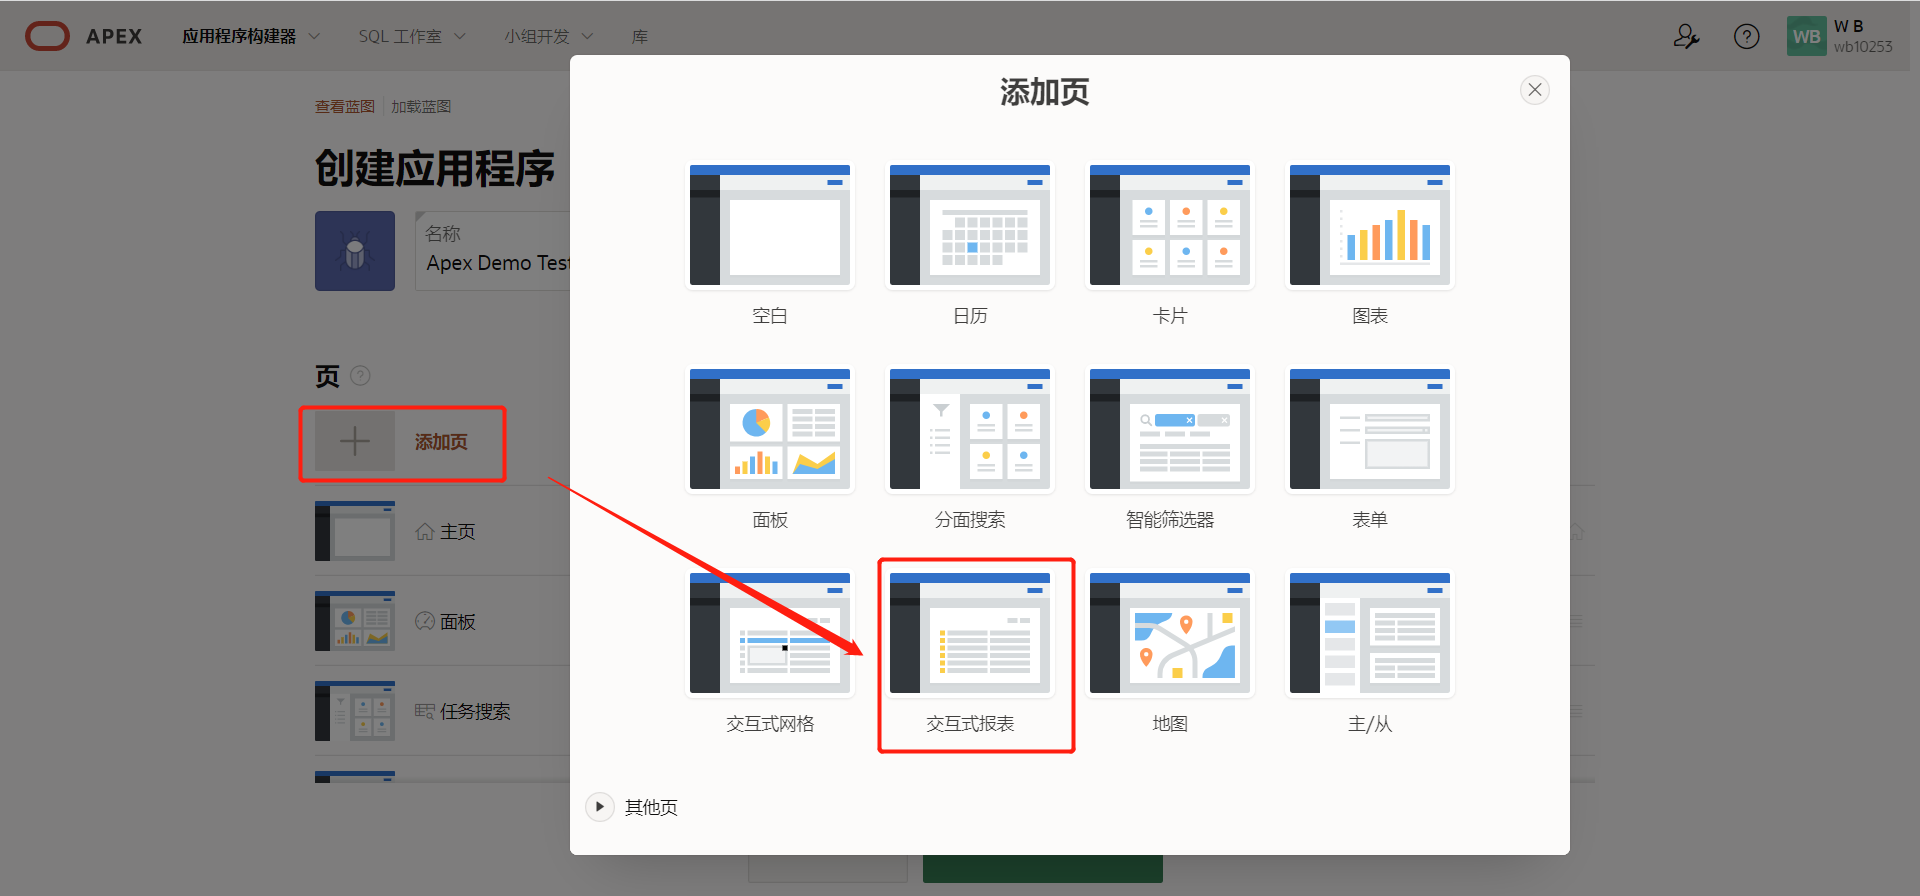 APEX 应用程序构建器 SQL 工作室 小组开发 库
WB W B
wb10253
查看蓝图 加载蓝图
创建应用程序
名称
Apex Demo Test
页 ?
添加页
主页
面板
任务搜索
添加页
空白 日历 卡片 图表
面板 分面搜索 智能筛选器 表单
交互式网格 交互式报表 地图 主/从
其他页